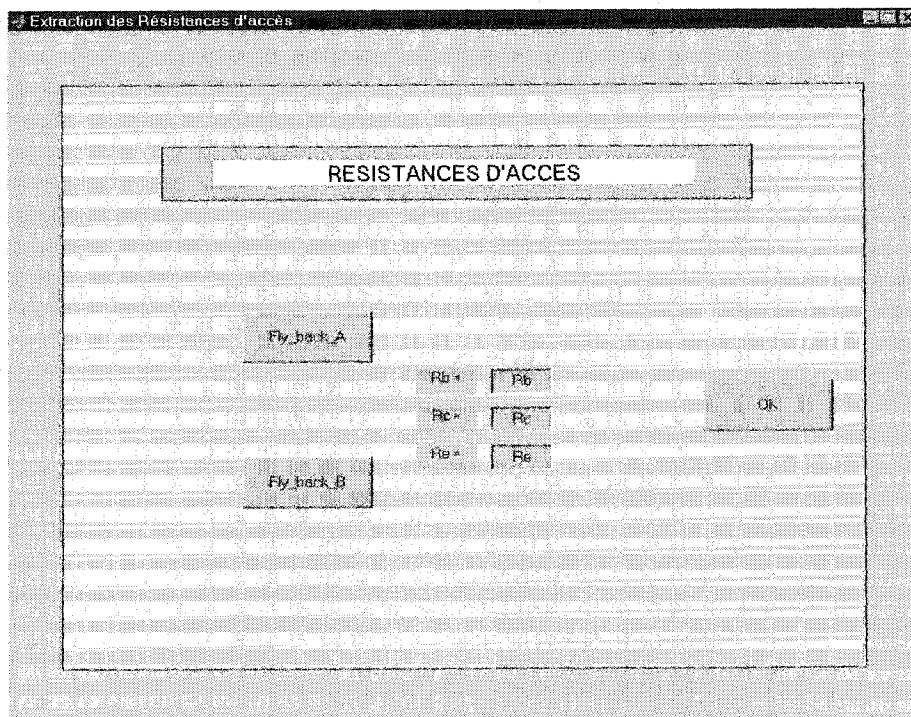 Extraction des Résistances d'accès
RESISTANCES D'ACCES
Fly_back_A
Rb = Rb
Rc = Rc
OK
Re = Re
Fly_back_B